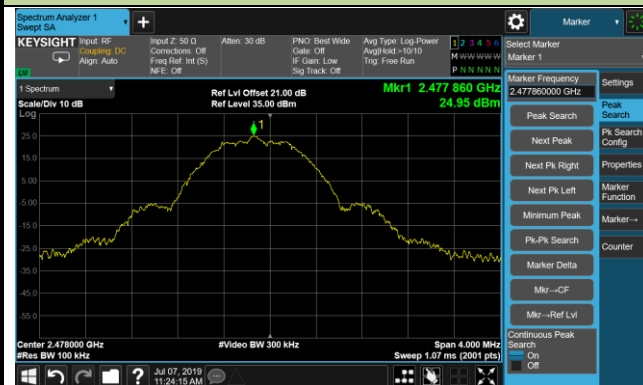 Spectrum Analyzer 1
Swept SA
+
Marker
KEYSIGHT
Input: RF
Coupling: DC
Align: Auto
Input Z: 50 Ω
Corrections: Off
Freq Ref: Int (S)
NFE: Off
Atten: 30 dB
PNO: Best Wide
Gate: Off
IF Gain: Low
Sig Track: Off
Avg Type: Log-Power
Avg|Hold:>10/10
Trig: Free Run
1 2 3 4 5 6
M W W W W W
P N N N N N
LXI
Select Marker
Marker 1
1 Spectrum
Scale/Div 10 dB
Log
Ref Lvl Offset 21.00 dB
Ref Level 35.00 dBm
Mkr1 2.477 860 GHz
24.95 dBm
1
25.0
15.0
5.00
-5.00
-15.0
-25.0
-35.0
-45.0
-55.0
Center 2.478000 GHz
#Res BW 100 kHz
#Video BW 300 kHz
Span 4.000 MHz
Sweep 1.07 ms (2001 pts)
Marker Frequency
2.477860000 GHz
Peak Search
Next Peak
Next Pk Right
Next Pk Left
Minimum Peak
Pk-Pk Search
Marker Delta
Mkr→CF
Mkr→Ref Lvl
Continuous Peak
Search
On
Off
Settings
Peak
Search
Pk Search
Config
Properties
Marker
Function
Marker→
Counter
?
Jul 07, 2019
11:24:15 AM